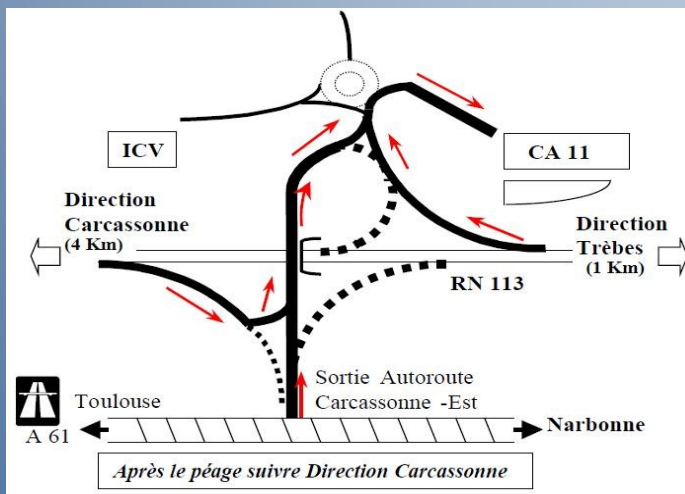 ICV
CA 11
Direction
Carcassonne
(4 Km)
Direction
Trèbes
(1 Km)
RN 113
Sortie Autoroute
Carcassonne -Est
Toulouse
A 61
Narbonne
Après le péage suivre Direction Carcassonne